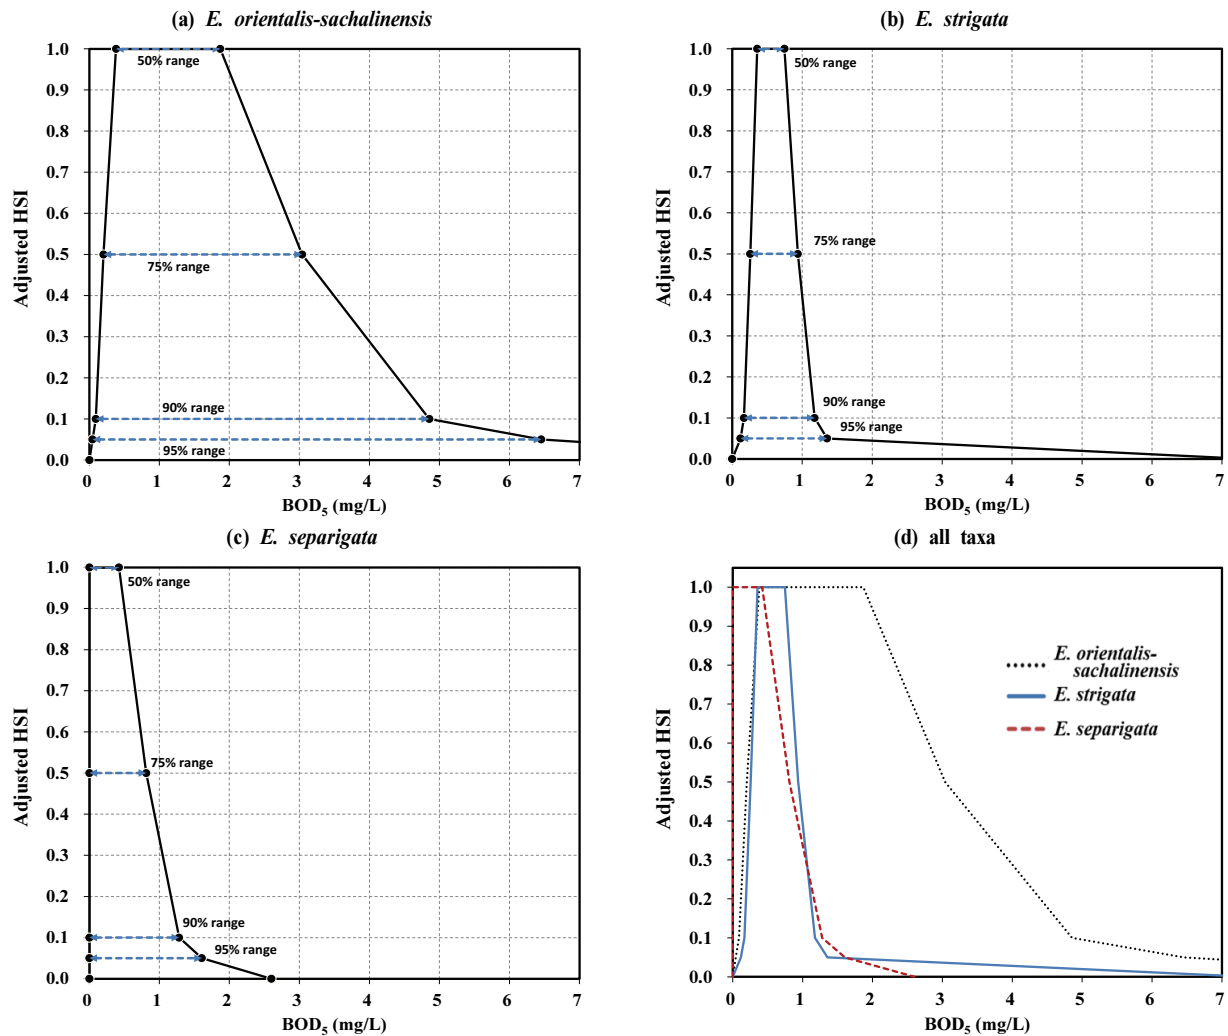 (a) E. orientalis-sachalinensis
1.0
0.9
0.8
0.7
0.6
0.5
0.4
0.3
0.2
0.1
0.0
Adjusted HSI
50% range
75% range
90% range
95% range
0 1 2 3 4 5 6 7
BOD5 (mg/L)
(b) E. strigata
1.0
0.9
0.8
0.7
0.6
0.5
0.4
0.3
0.2
0.1
0.0
Adjusted HSI
50% range
75% range
90% range
95% range
0 1 2 3 4 5 6 7
BOD5 (mg/L)
(c) E. separigata
1.0
0.9
0.8
0.7
0.6
0.5
0.4
0.3
0.2
0.1
0.0
Adjusted HSI
50% range
75% range
90% range
95% range
0 1 2 3 4 5 6 7
BOD5 (mg/L)
(d) all taxa
1.0
0.9
0.8
0.7
0.6
0.5
0.4
0.3
0.2
0.1
0.0
Adjusted HSI
E. orientalis-
sachalinensis
E. strigata
E. separigata
0 1 2 3 4 5 6 7
BOD5 (mg/L)